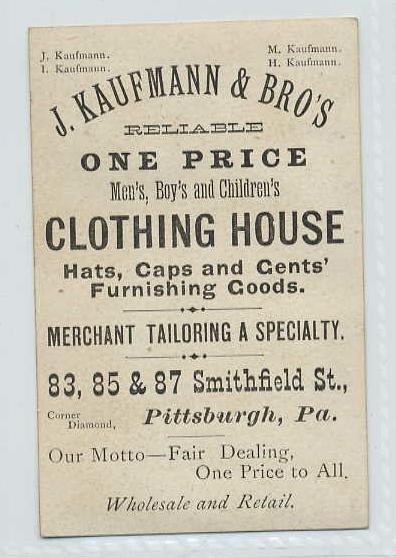 J. Kaufmann. M. Kaufmann.
I. Kaufmann. H. Kaufmann.
J. KAUFMANN & BRO'S
RELIABLE
ONE PRICE
Men's, Boy's and Children's
CLOTHING HOUSE
Hats, Caps and Gents'
Furnishing Goods.
MERCHANT TAILORING A SPECIALTY.
83, 85 & 87 Smithfield St.,
Corner
Diamond, Pittsburgh, Pa.
Our Motto—Fair Dealing,
One Price to All.
Wholesale and Retail.